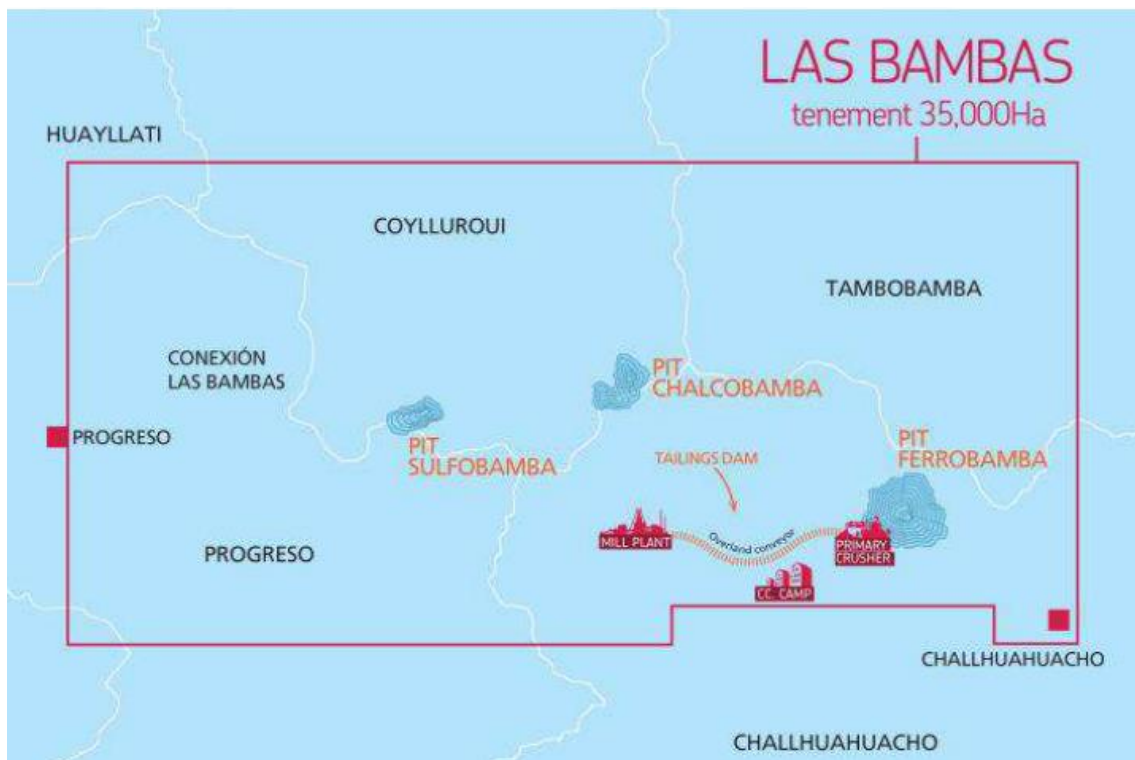 LAS BAMBAS
tenement 35,000Ha
HUAYLLATI
COYLLUROUI
TAMBOBAMBA
CONEXIÓN
LAS BAMBAS
PIT
CHALCOBAMBA
PROGRESO
PIT
SULFOBAMBA
PIT
FERROBAMBA
TAILINGS DAM
MILL PLANT
Overland conveyor
PRIMARY
CRUSHER
PROGRESO
CC. CAMP
CHALLHUAHUACHO
CHALLHUAHUACHO